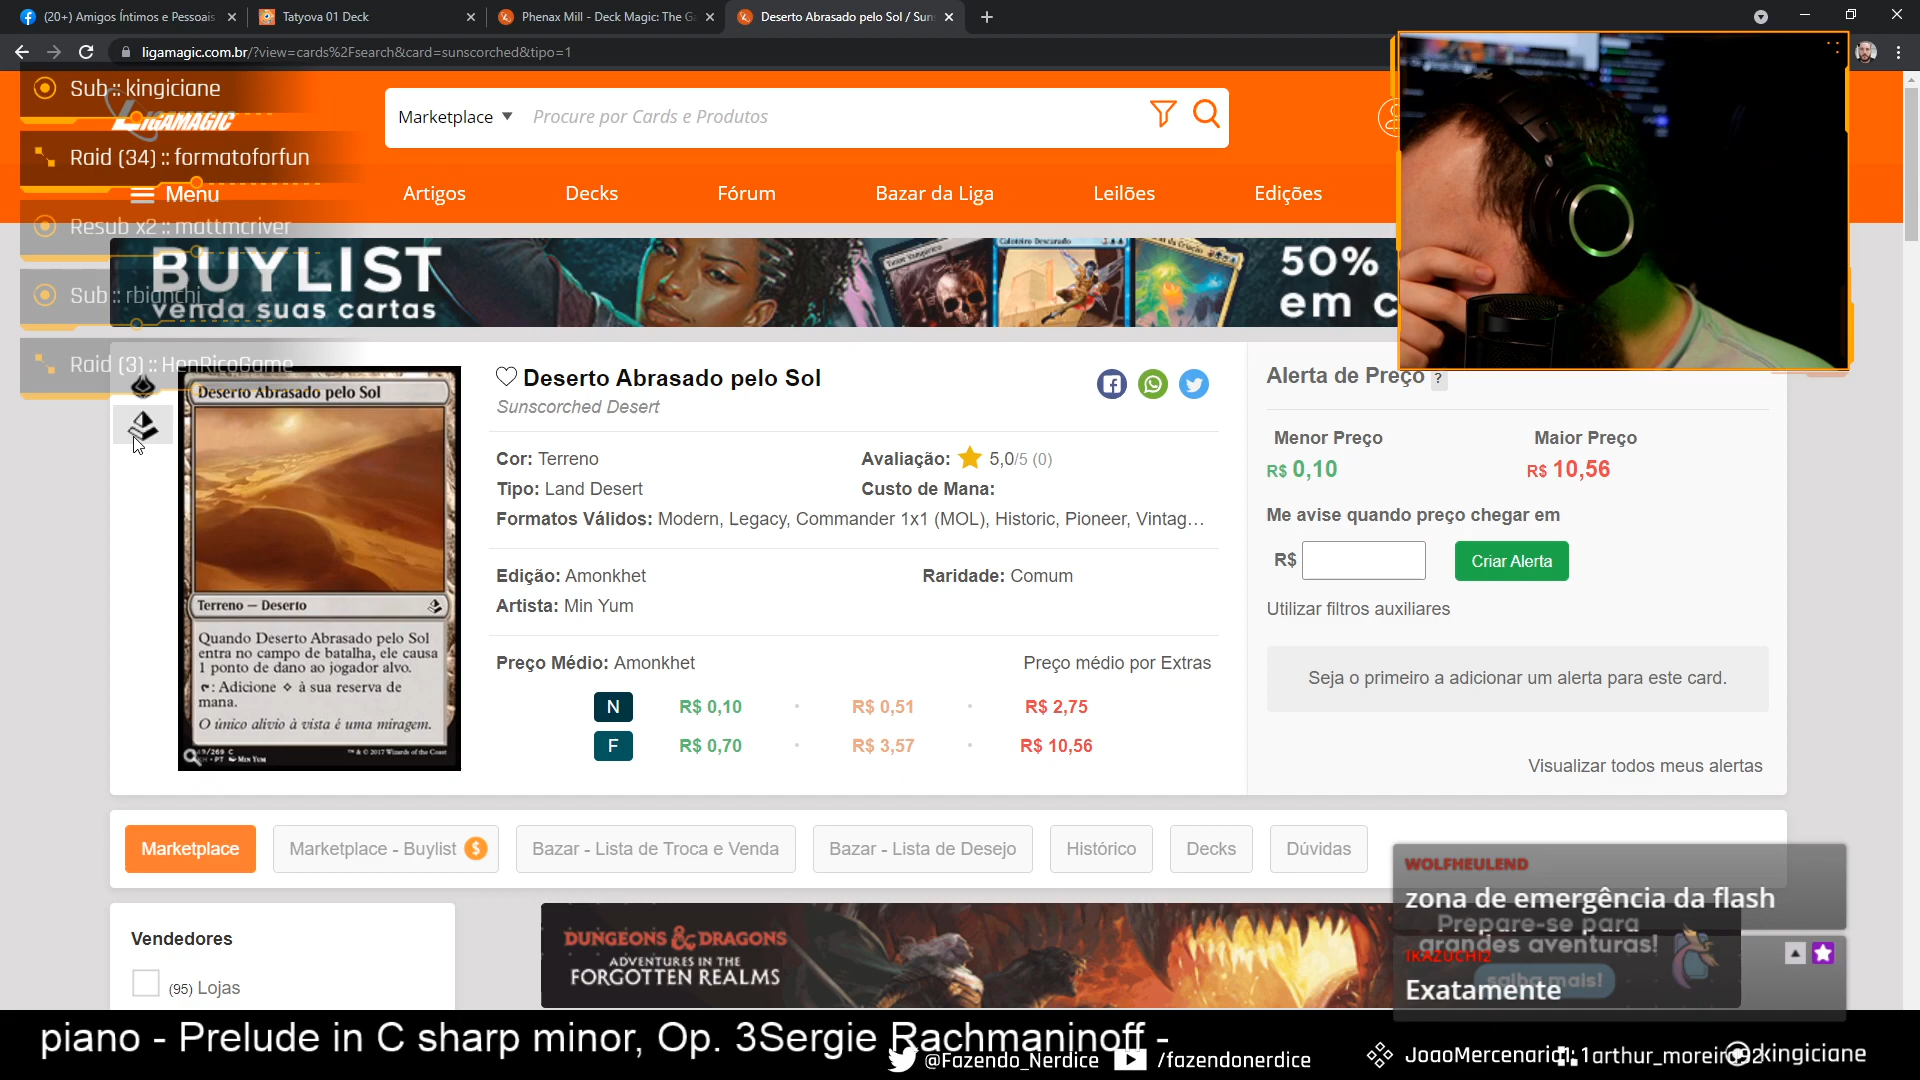 (20+) Amigos Íntimos e Pessoais
Tatyova 01 Deck
Phenax Mill - Deck Magic: The G
Deserto Abrasado pelo Sol / Sun
ligamagic.com.br/?view=cards%2Fsearch&card=sunscorched&tipo=1
Sub :: kingiciane
LIGAMAGIC
Raid (34) :: formatoforfun
Resub x2 :: mattmcriver
Sub :: rbianchi
Raid (3) :: HenRicoGame
Marketplace
Procure por Cards e Produtos
Menu
Artigos
Decks
Fórum
Bazar da Liga
Leilões
Edições
BUYLIST
venda suas cartas
50%
em c
Deserto Abrasado pelo Sol
Terreno — Deserto
Quando Deserto Abrasado pelo Sol
entra no campo de batalha, ele causa
1 ponto de dano ao jogador alvo.
: Adicione à sua reserva de
mana.
O único alívio à vista é uma miragem.
Deserto Abrasado pelo Sol
Sunscorched Desert
Cor: Terreno
Avaliação: 5,0/5 (0)
Tipo: Land Desert
Custo de Mana:
Formatos Válidos: Modern, Legacy, Commander 1x1 (MOL), Historic, Pioneer, Vintag...
Edição: Amonkhet
Raridade: Comum
Artista: Min Yum
Preço Médio: Amonkhet
Preço médio por Extras
N R$ 0,10 R$ 0,51 R$ 2,75
F R$ 0,70 R$ 3,57 R$ 10,56
Alerta de Preço ?
Menor Preço
Maior Preço
R$ 0,10
R$ 10,56
Me avise quando preço chegar em
R$
Criar Alerta
Utilizar filtros auxiliares
Seja o primeiro a adicionar um alerta para este card.
Visualizar todos meus alertas
Marketplace
Marketplace - Buylist $
Bazar - Lista de Troca e Venda
Bazar - Lista de Desejo
Histórico
Decks
Dúvidas
Vendedores
(95) Lojas
DUNGEONS & DRAGONS
ADVENTURES IN THE
FORGOTTEN REALMS
Prepare-se para
grandes aventuras!
saiba mais!
WOLFHEULEND
zona de emergência da flash
IKAZUCHI2
Exatamente
piano - Prelude in C sharp minor, Op. 3Sergie Rachmaninoff -
@Fazendo_Nerdice
/fazendonerdice
kingiciane